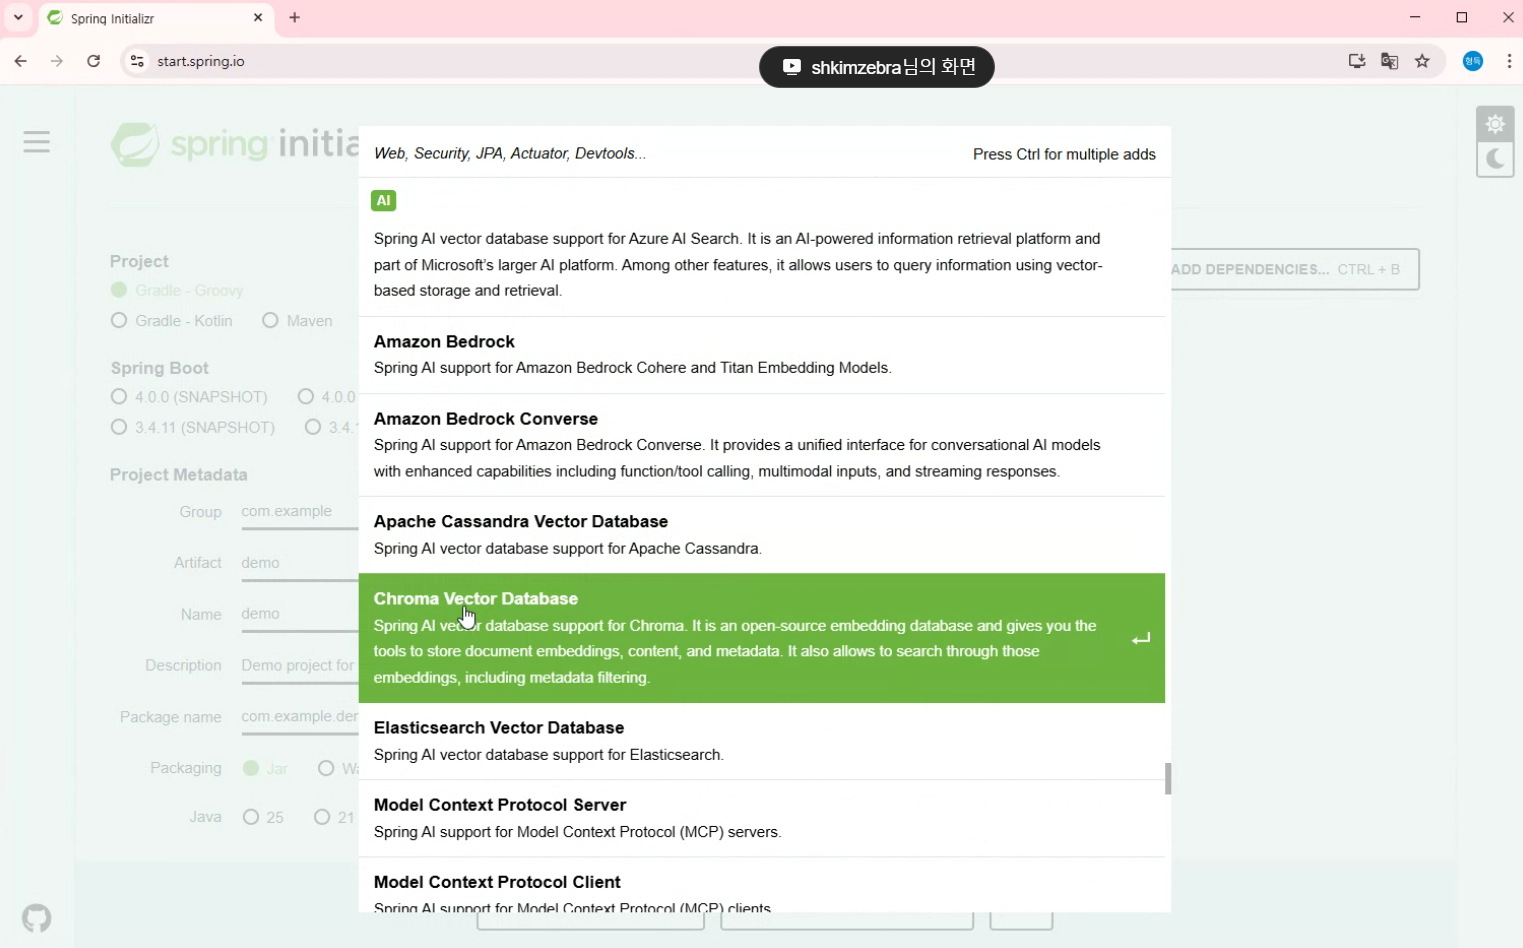 Spring Initializr
start.spring.io
shkimzebra님의 화면
형득
spring initia
Web, Security, JPA, Actuator, Devtools...
Press Ctrl for multiple adds
AI
Spring AI vector database support for Azure AI Search. It is an AI-powered information retrieval platform and
part of Microsoft's larger AI platform. Among other features, it allows users to query information using vector-
based storage and retrieval.
ADD DEPENDENCIES... CTRL + B
Project
Gradle - Groovy
Gradle - Kotlin
Maven
Amazon Bedrock
Spring AI support for Amazon Bedrock Cohere and Titan Embedding Models.
Spring Boot
4.0.0 (SNAPSHOT)
4.0.0
3.4.11 (SNAPSHOT)
3.4.1
Amazon Bedrock Converse
Spring AI support for Amazon Bedrock Converse. It provides a unified interface for conversational AI models
with enhanced capabilities including function/tool calling, multimodal inputs, and streaming responses.
Project Metadata
Group com.example
Artifact demo
Name demo
Description Demo project for
Package name com.example.de
Packaging Jar
Java 25 21
Apache Cassandra Vector Database
Spring AI vector database support for Apache Cassandra.
Chroma Vector Database
Spring AI vector database support for Chroma. It is an open-source embedding database and gives you the
tools to store document embeddings, content, and metadata. It also allows to search through those
embeddings, including metadata filtering.
Elasticsearch Vector Database
Spring AI vector database support for Elasticsearch.
Model Context Protocol Server
Spring AI support for Model Context Protocol (MCP) servers.
Model Context Protocol Client
Spring AI support for Model Context Protocol (MCP) clients